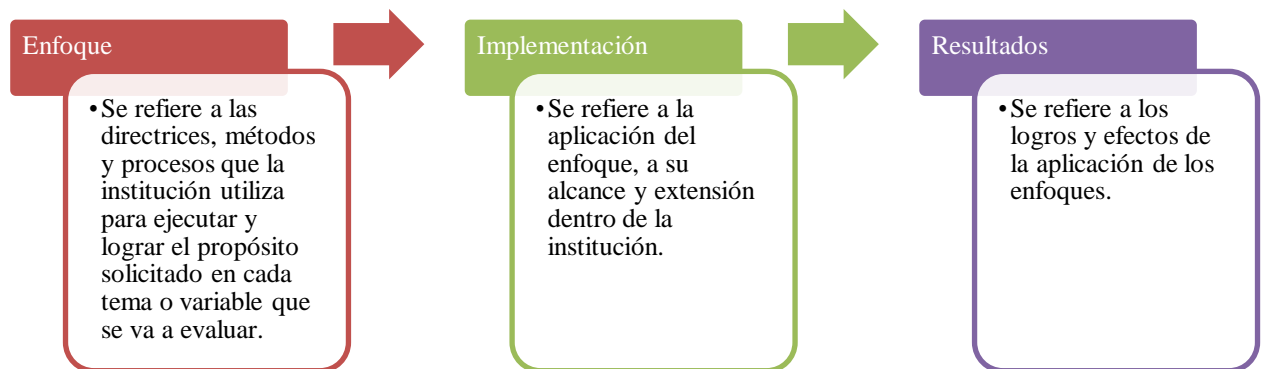 Enfoque
•Se refiere a las
directrices, métodos
y procesos que la
institución utiliza
para ejecutar y
lograr el propósito
solicitado en cada
tema o variable que
se va a evaluar.
Implementación
•Se refiere a la
aplicación del
enfoque, a su
alcance y extensión
dentro de la
institución.
Resultados
•Se refiere a los
logros y efectos de
la aplicación de los
enfoques.